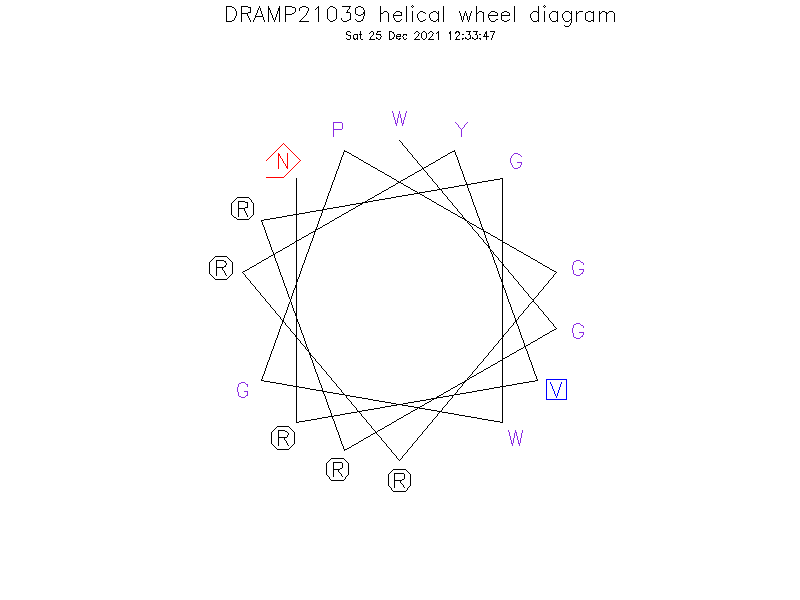 DRAMP21039 helical wheel diagram
Sat 25 Dec 2021 12:33:47
W
P Y
N G
R
R G
G
G V
R W
R
R